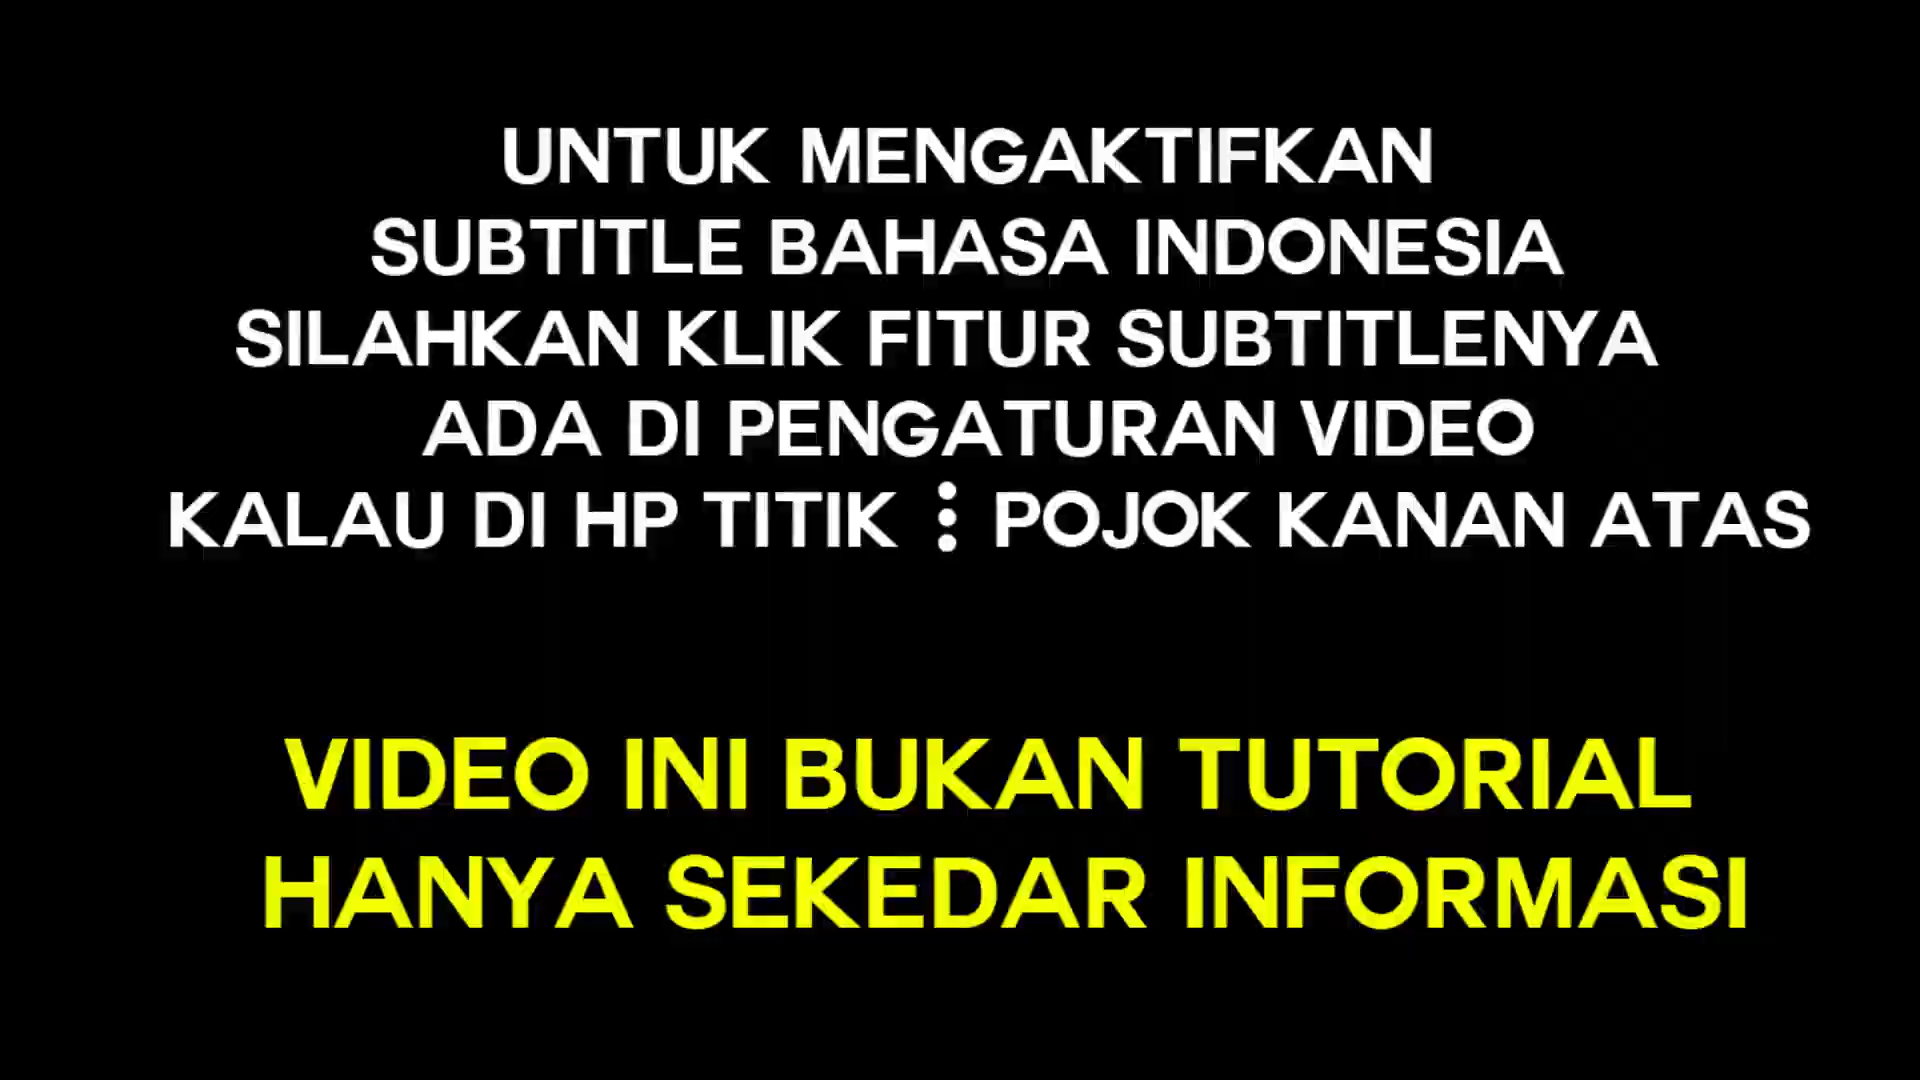 UNTUK MENGAKTIFKAN
SUBTITLE BAHASA INDONESIA
SILAHKAN KLIK FITUR SUBTITLENYA
ADA DI PENGATURAN VIDEO
KALAU DI HP TITIK ⋮ POJOK KANAN ATAS
VIDEO INI BUKAN TUTORIAL
HANYA SEKEDAR INFORMASI